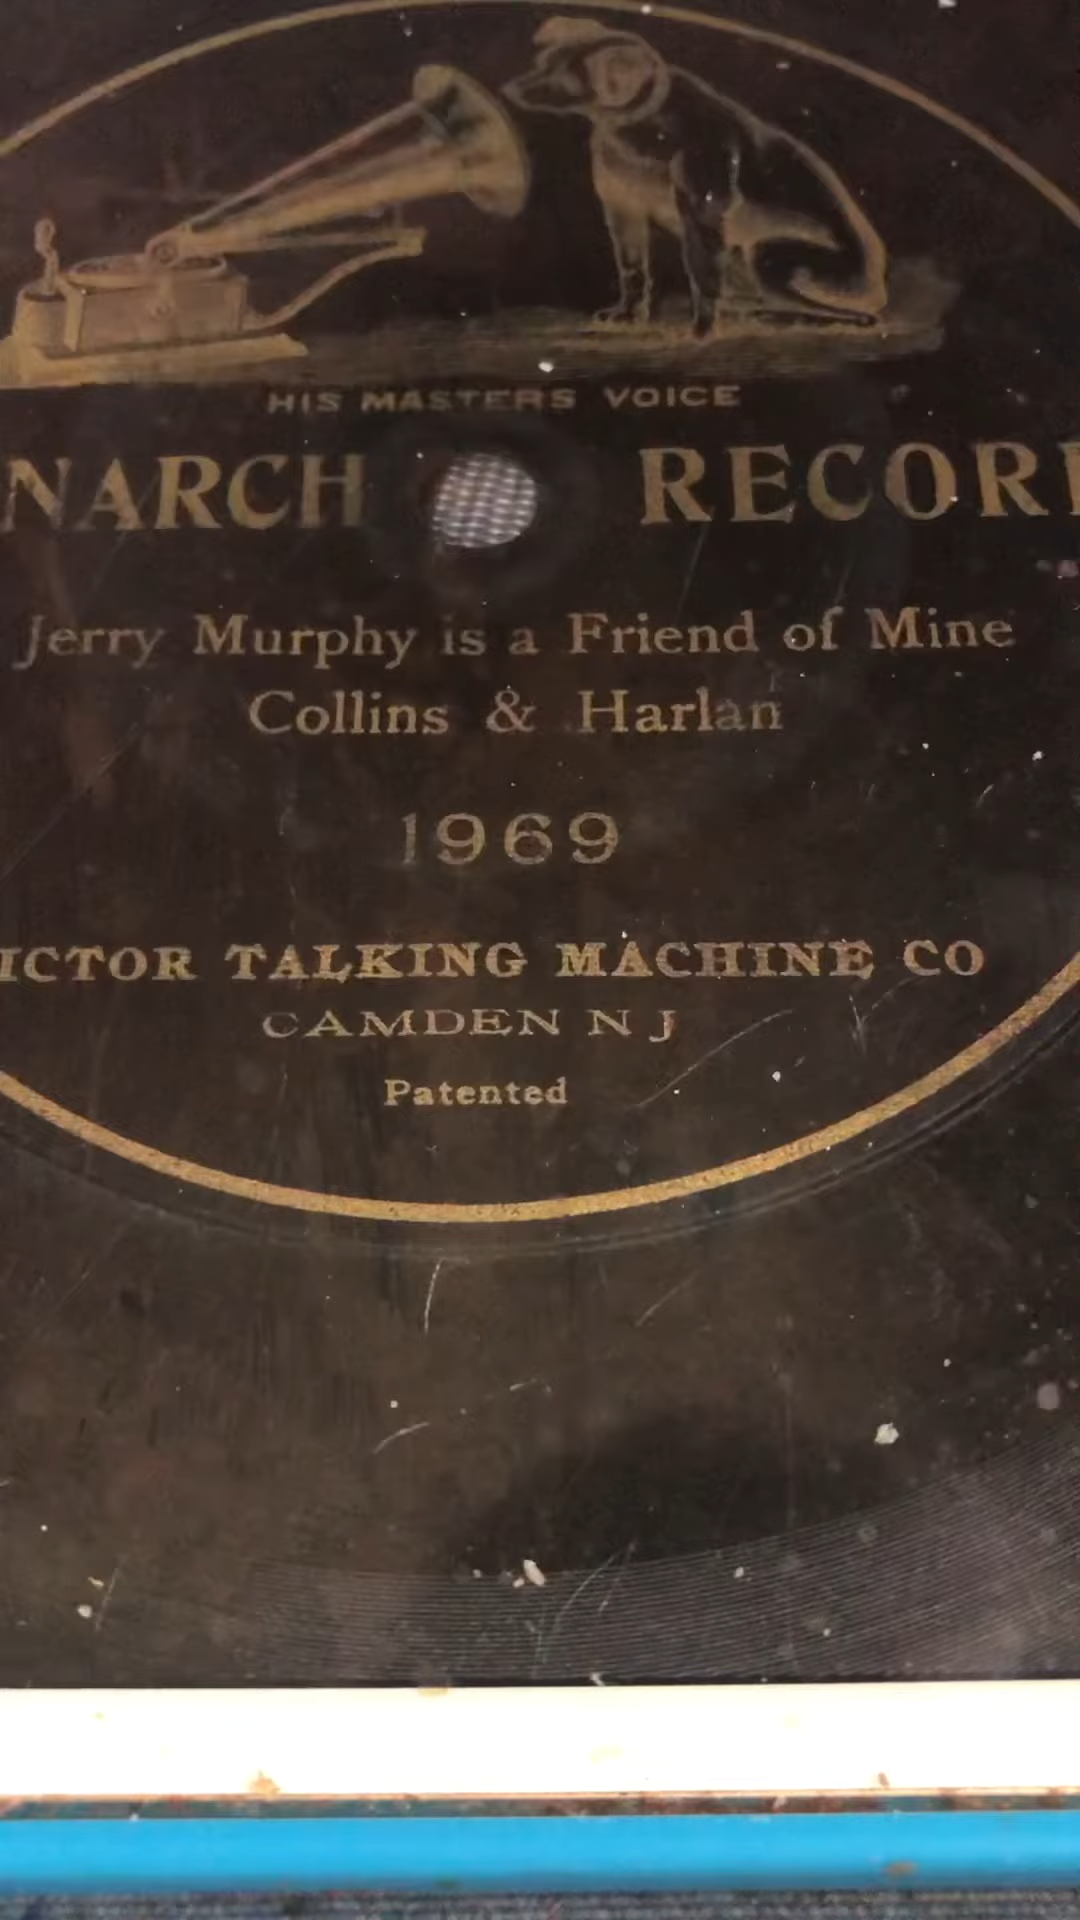 HIS MASTERS VOICE
NARCH RECOR
Jerry Murphy is a Friend of Mine
Collins & Harlan
1969
ICTOR TALKING MACHINE CO
CAMDEN N J
Patented